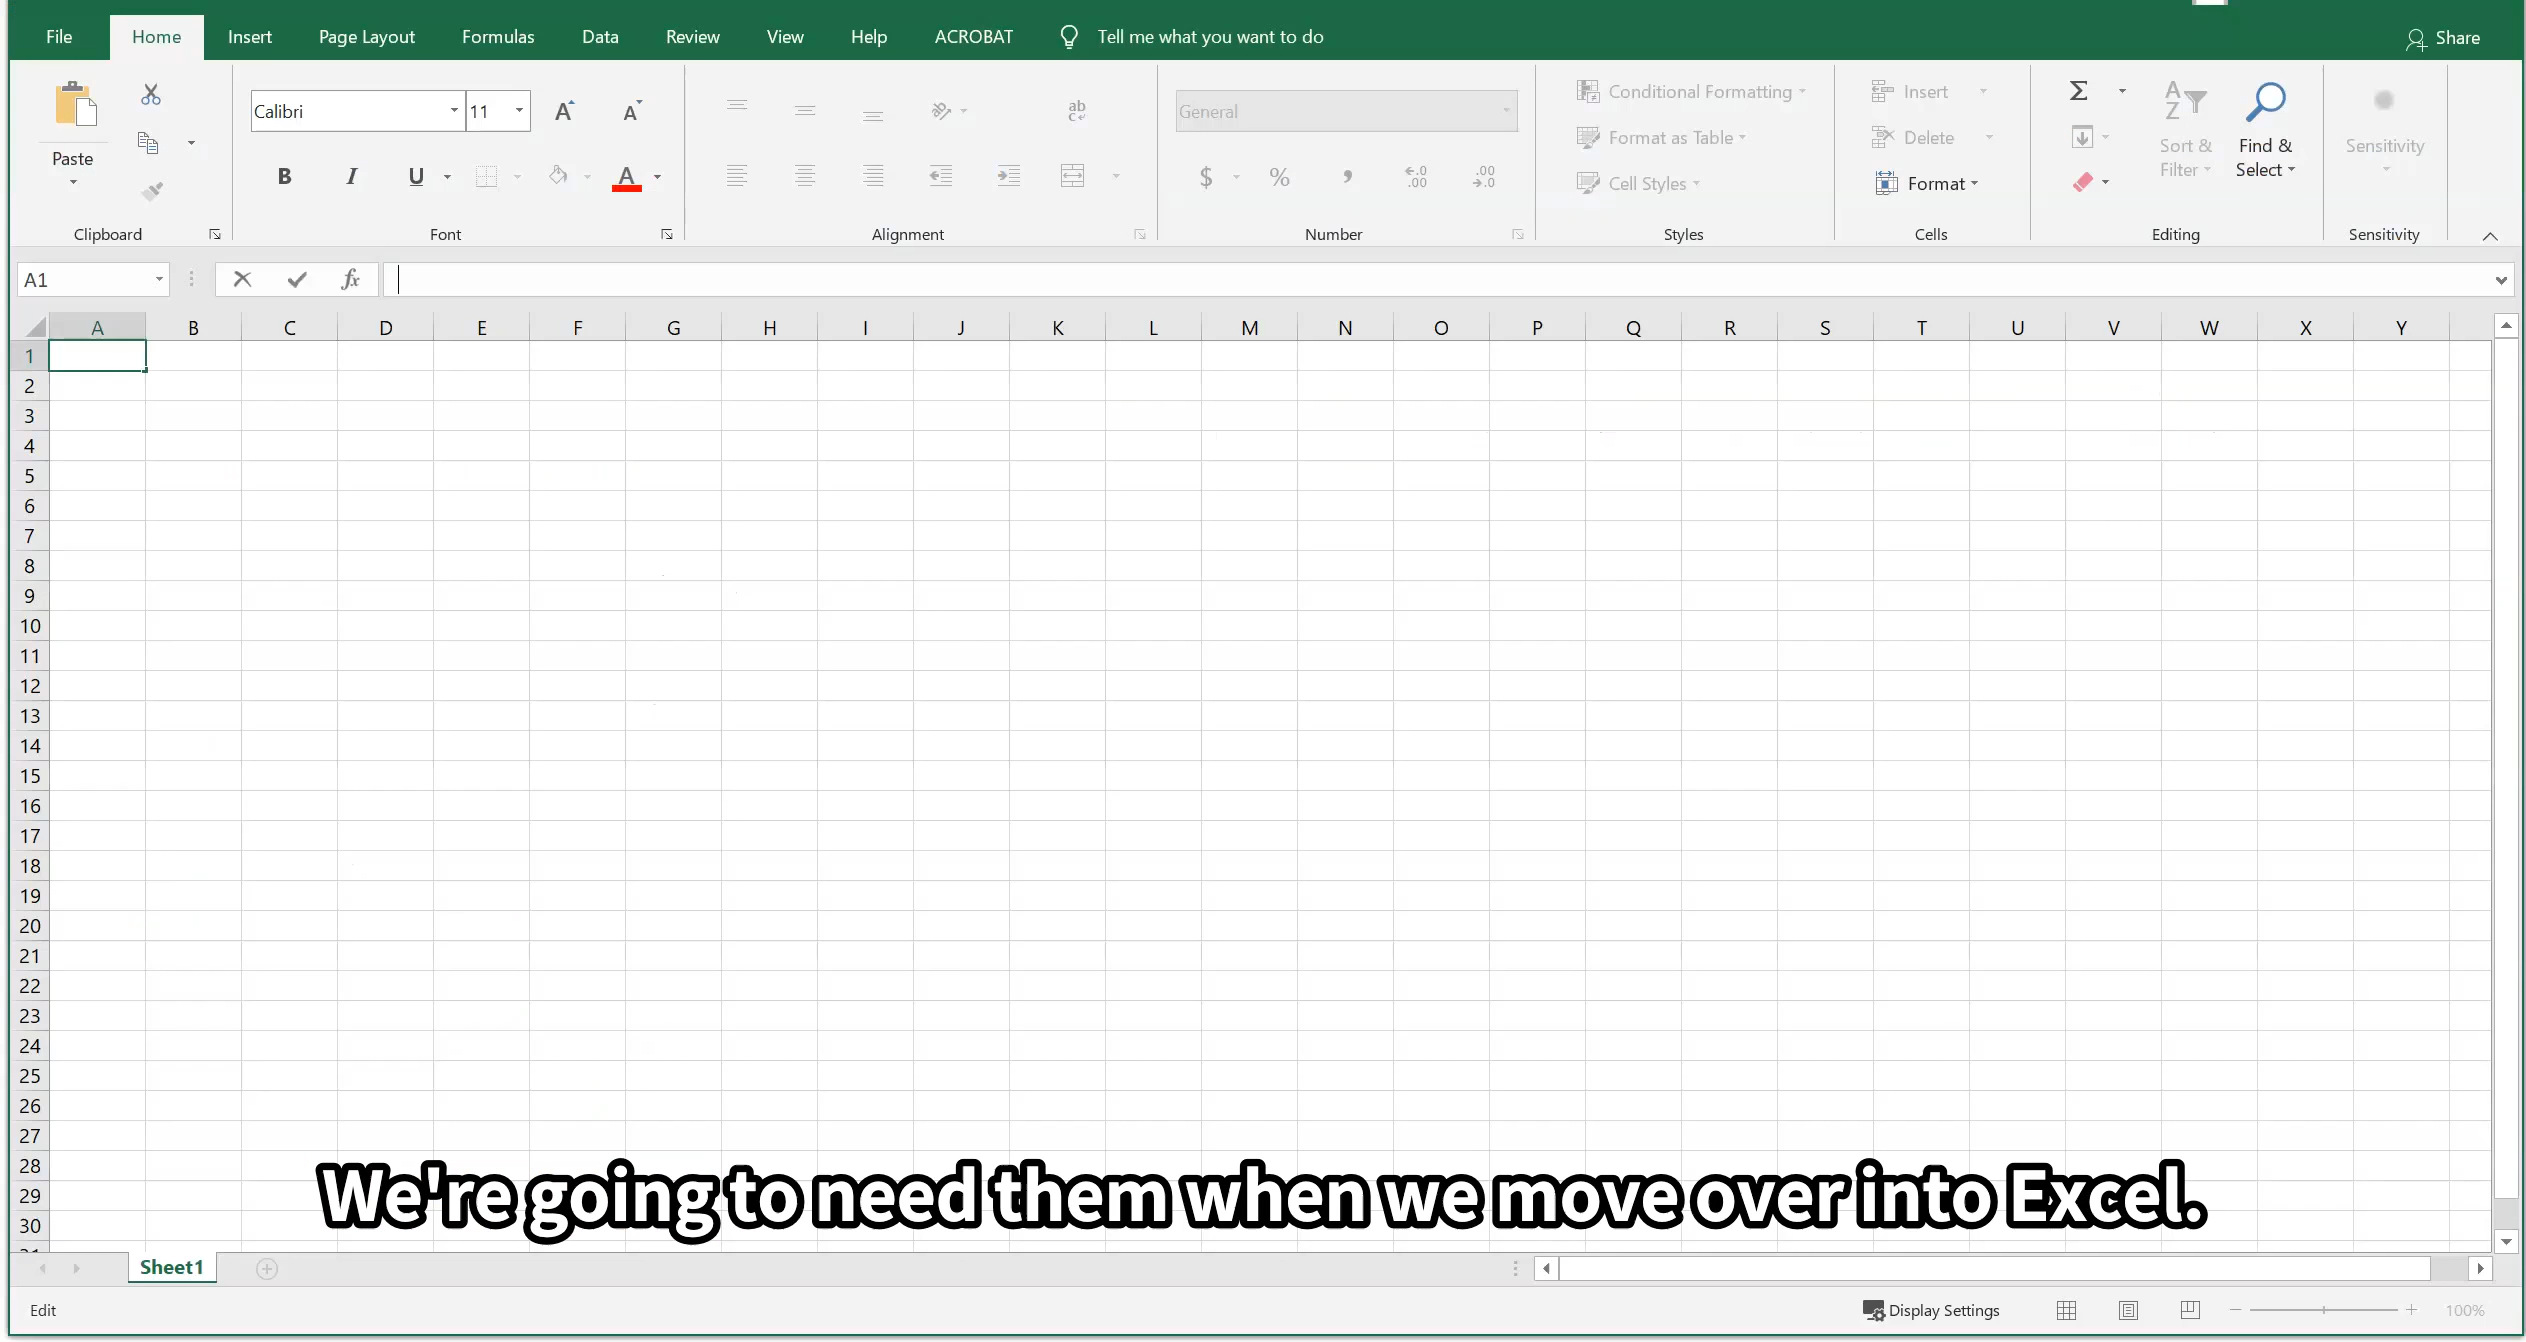 File Home Insert Page Layout Formulas Data Review View Help ACROBAT Tell me what you want to do Share
Paste
Clipboard
Calibri 11
B I U A
Font
ab
c
Alignment
General
$ % , .00 .0
Number
Conditional Formatting
Format as Table
Cell Styles
Styles
Insert
Delete
Format
Cells
Σ
Sort &
Filter
Find &
Select
Editing
Sensitivity
Sensitivity
A1 fx
A B C D E F G H I J K L M N O P Q R S T U V W X Y
1
2
3
4
5
6
7
8
9
10
11
12
13
14
15
16
17
18
19
20
21
22
23
24
25
26
27
28
29
30
We're going to need them when we move over into Excel.
Sheet1
Edit Display Settings 100%